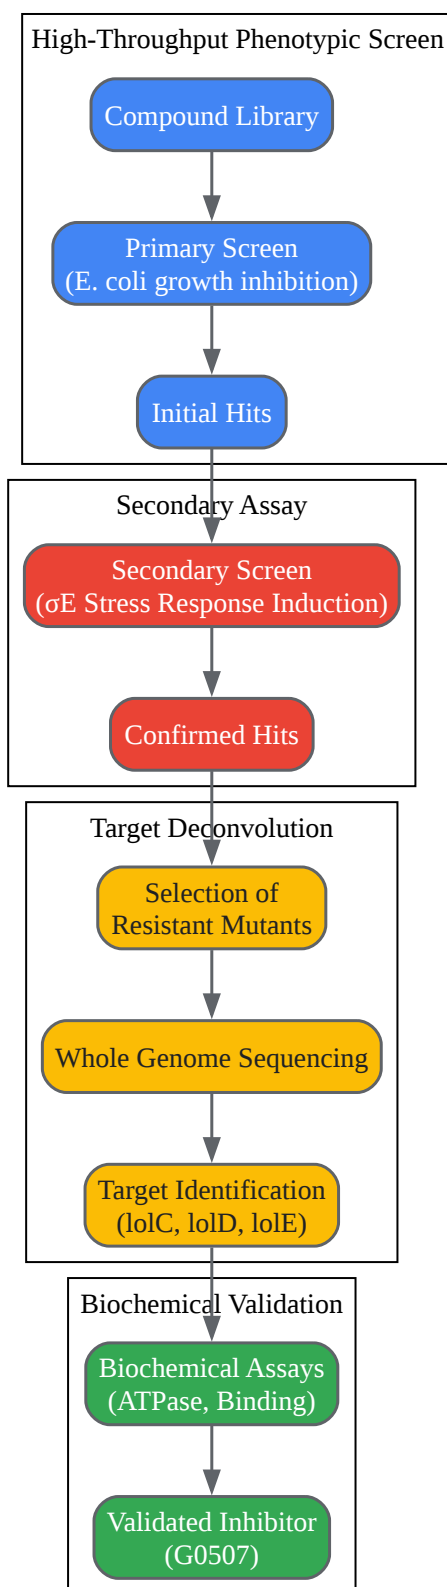 High-Throughput Phenotypic Screen
Compound Library
Primary Screen
(E. coli growth inhibition)
Initial Hits
Secondary Assay
Secondary Screen
(σE Stress Response Induction)
Confirmed Hits
Target Deconvolution
Selection of
Resistant Mutants
Whole Genome Sequencing
Target Identification
(lolC, lolD, lolE)
Biochemical Validation
Biochemical Assays
(ATPase, Binding)
Validated Inhibitor
(G0507)